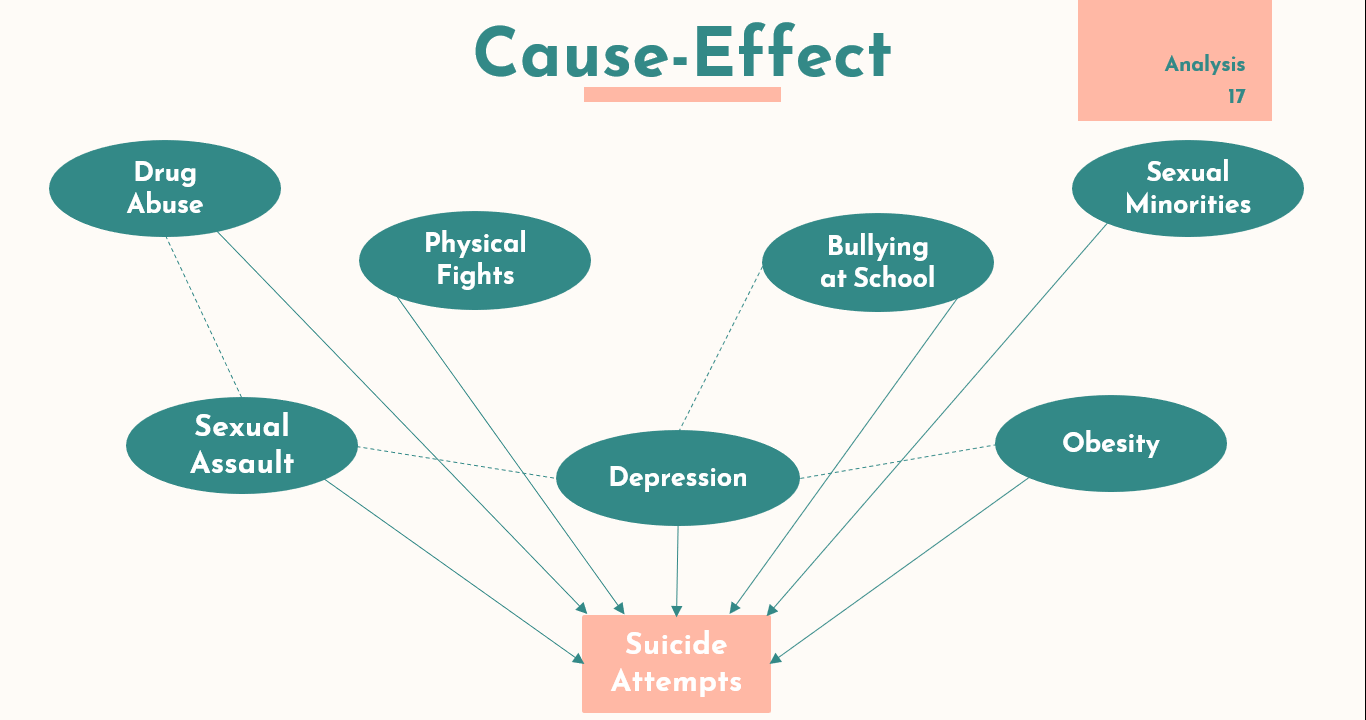 Cause-Effect
Analysis
17
Drug
Abuse
Sexual
Minorities
Physical
Fights
Bullying
at School
Sexual
Assault
Depression
Obesity
Suicide
Attempts